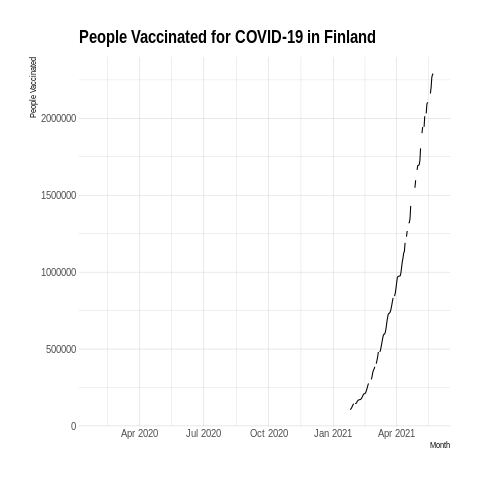 People Vaccinated for COVID-19 in Finland
People Vaccinated
2000000
1500000
1000000
500000
0
Apr 2020 Jul 2020 Oct 2020 Jan 2021 Apr 2021
Month